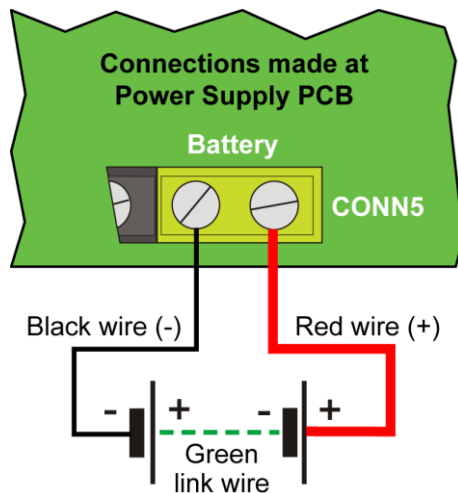 Connections made at
Power Supply PCB
Battery
CONN5
Black wire (-)
Red wire (+)
- + - +
Green
link wire